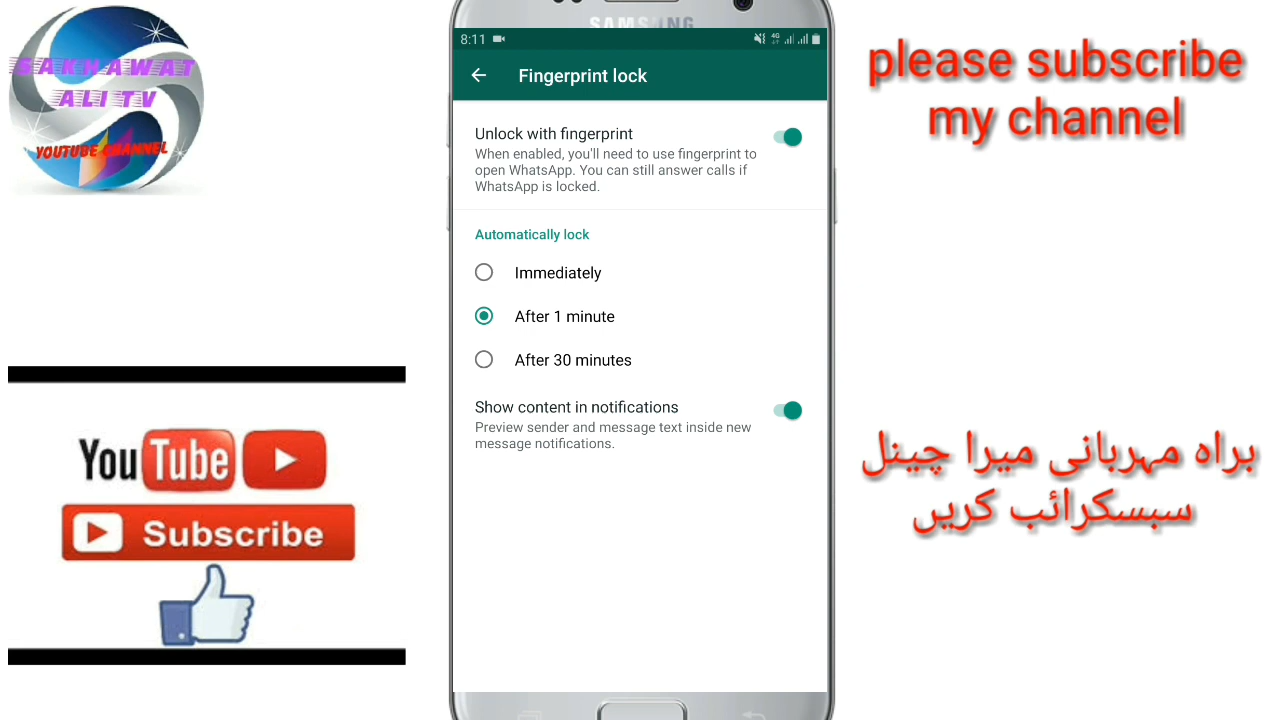 SAKHAWAT
ALI TV
YOUTUBE CHANNEL
YouTube
Subscribe
SAMSUNG
8:11
4G
Fingerprint lock
Unlock with fingerprint
When enabled, you'll need to use fingerprint to
open WhatsApp. You can still answer calls if
WhatsApp is locked.
Automatically lock
Immediately
After 1 minute
After 30 minutes
Show content in notifications
Preview sender and message text inside new
message notifications.
please subscribe
my channel
براہ مہربانی میرا چینل
سبسکرائب کریں